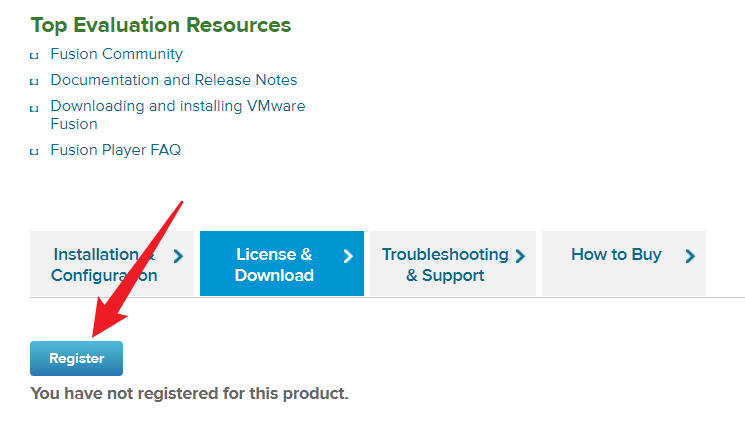 Top Evaluation Resources
Fusion Community
Documentation and Release Notes
Downloading and installing VMware
Fusion
Fusion Player FAQ
Installation &
Configuration
License &
Download
Troubleshooting
& Support
How to Buy
Register
You have not registered for this product.